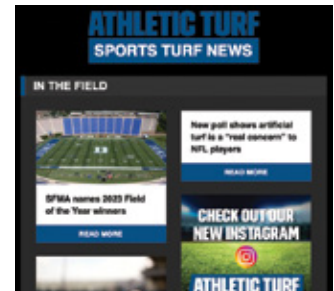 ATHLETIC TURF
SPORTS TURF NEWS
IN THE FIELD
SFMA names 2023 Field
of the Year winners
READ MORE
New poll shows artificial
turf is a "real concern" to
NFL players
READ MORE
CHECK OUT OUR
NEW INSTAGRAM
ATHLETIC TURF